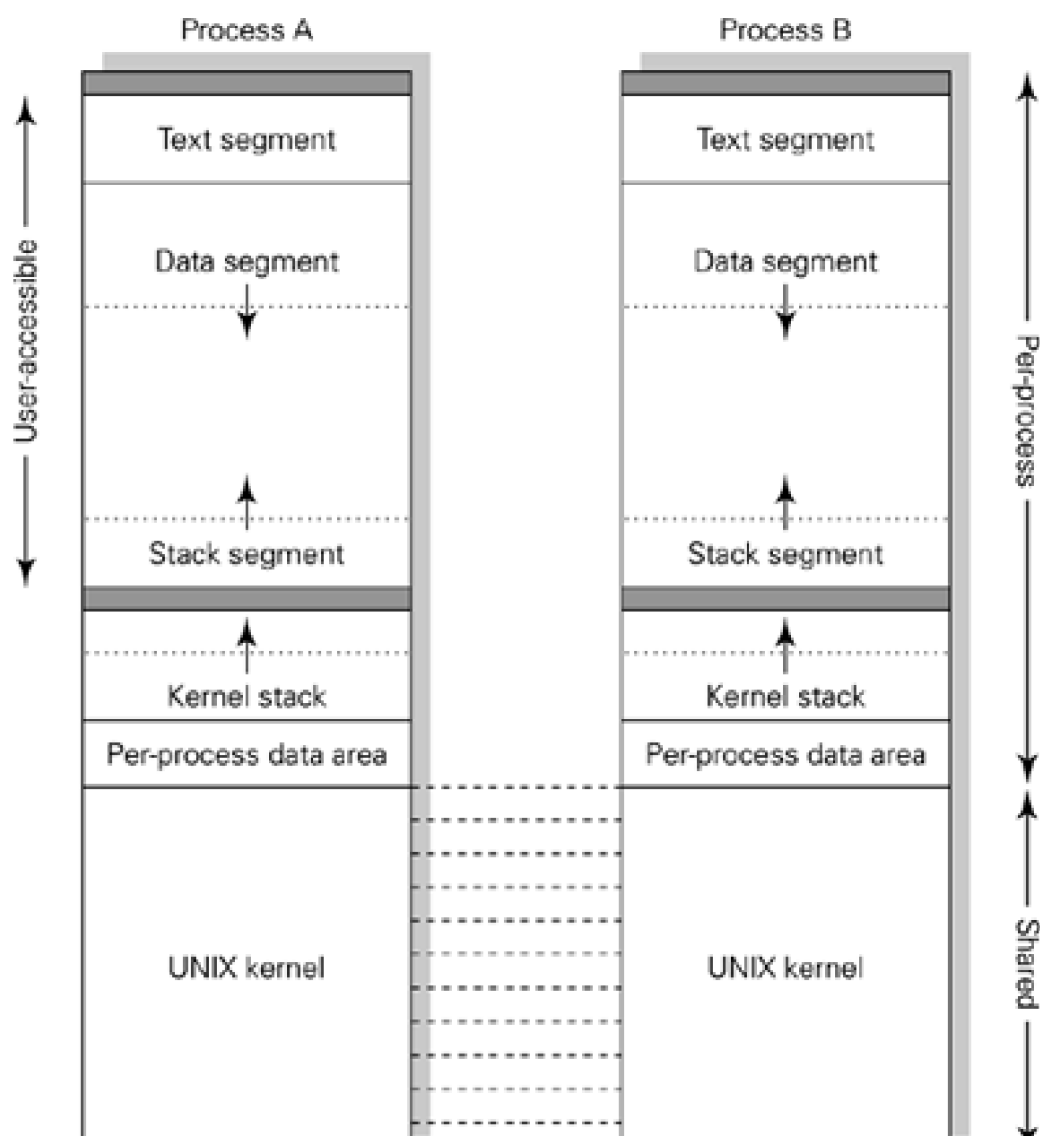 Process A
Process B
Text segment
Text segment
Data segment
Data segment
User-accessible
Per-process
Stack segment
Stack segment
Kernel stack
Kernel stack
Per-process data area
Per-process data area
UNIX kernel
UNIX kernel
Shared